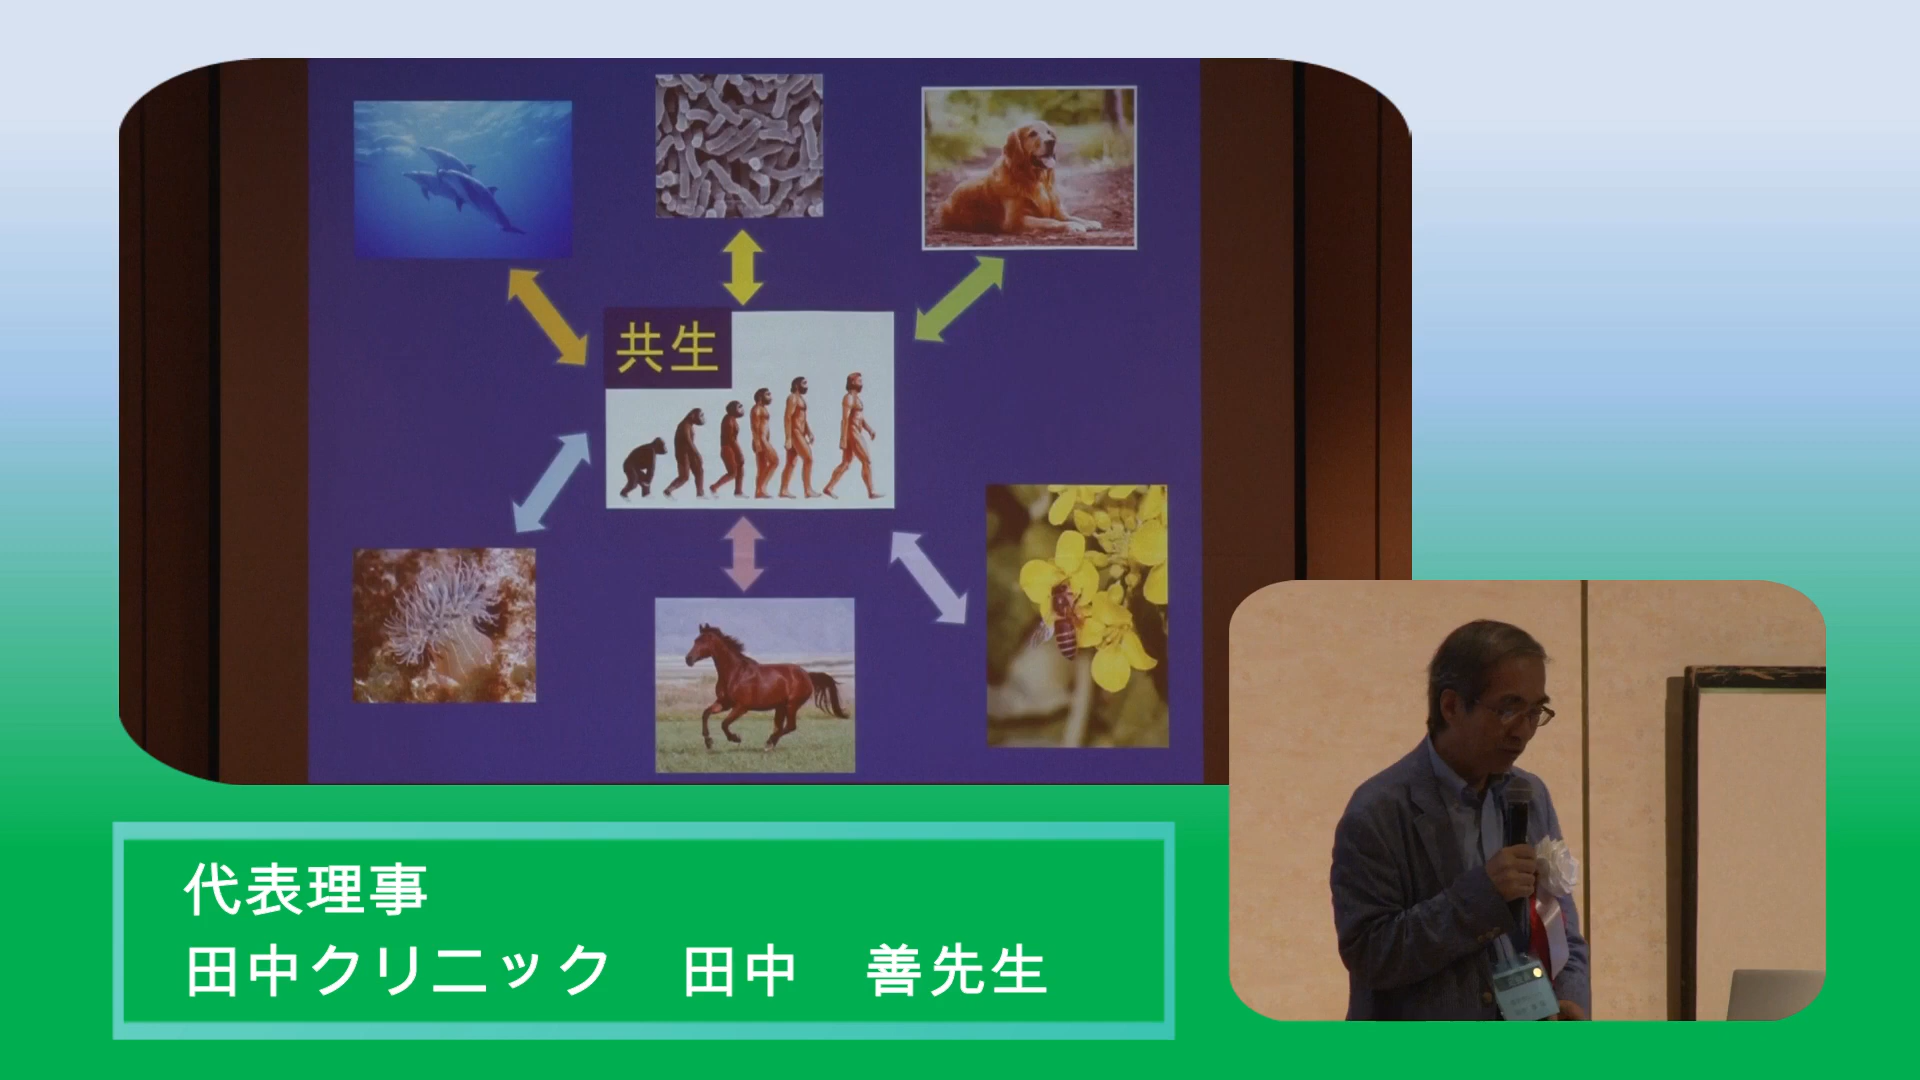 共生
代表理事
田中クリニック　田中　善先生